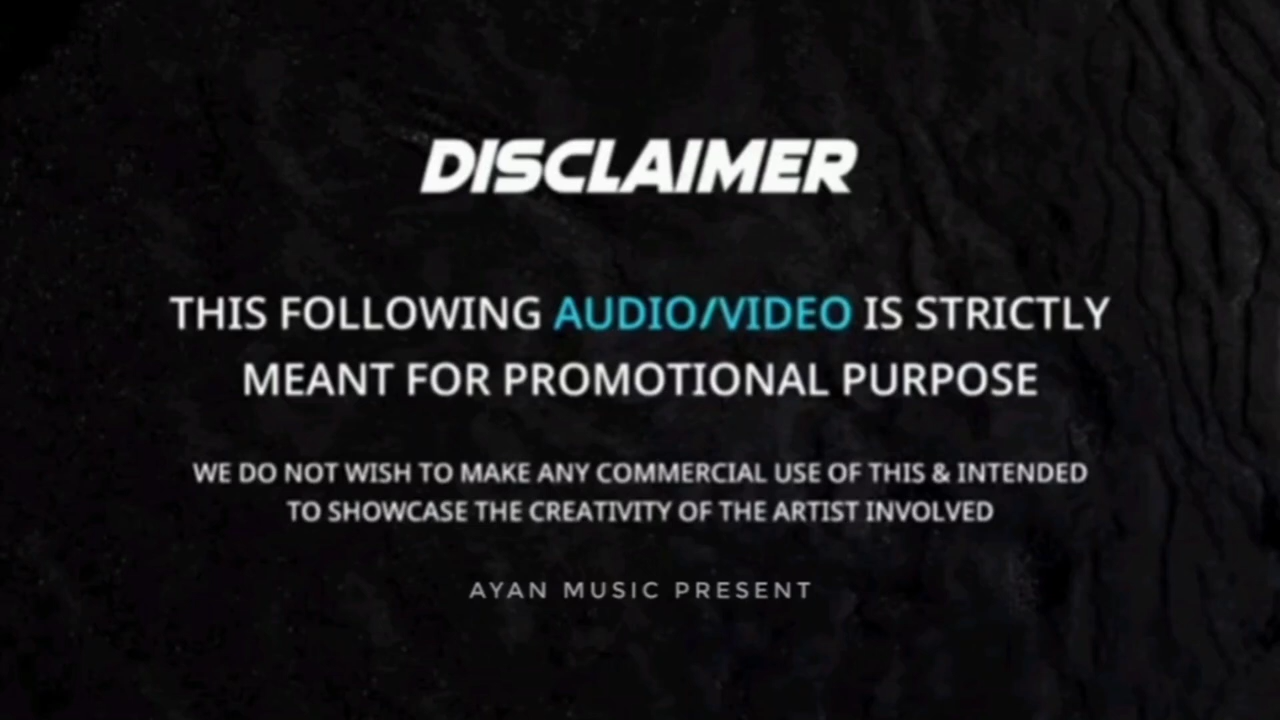 DISCLAIMER
THIS FOLLOWING AUDIO/VIDEO IS STRICTLY
MEANT FOR PROMOTIONAL PURPOSE
WE DO NOT WISH TO MAKE ANY COMMERCIAL USE OF THIS & INTENDED
TO SHOWCASE THE CREATIVITY OF THE ARTIST INVOLVED
AYAN MUSIC PRESENT